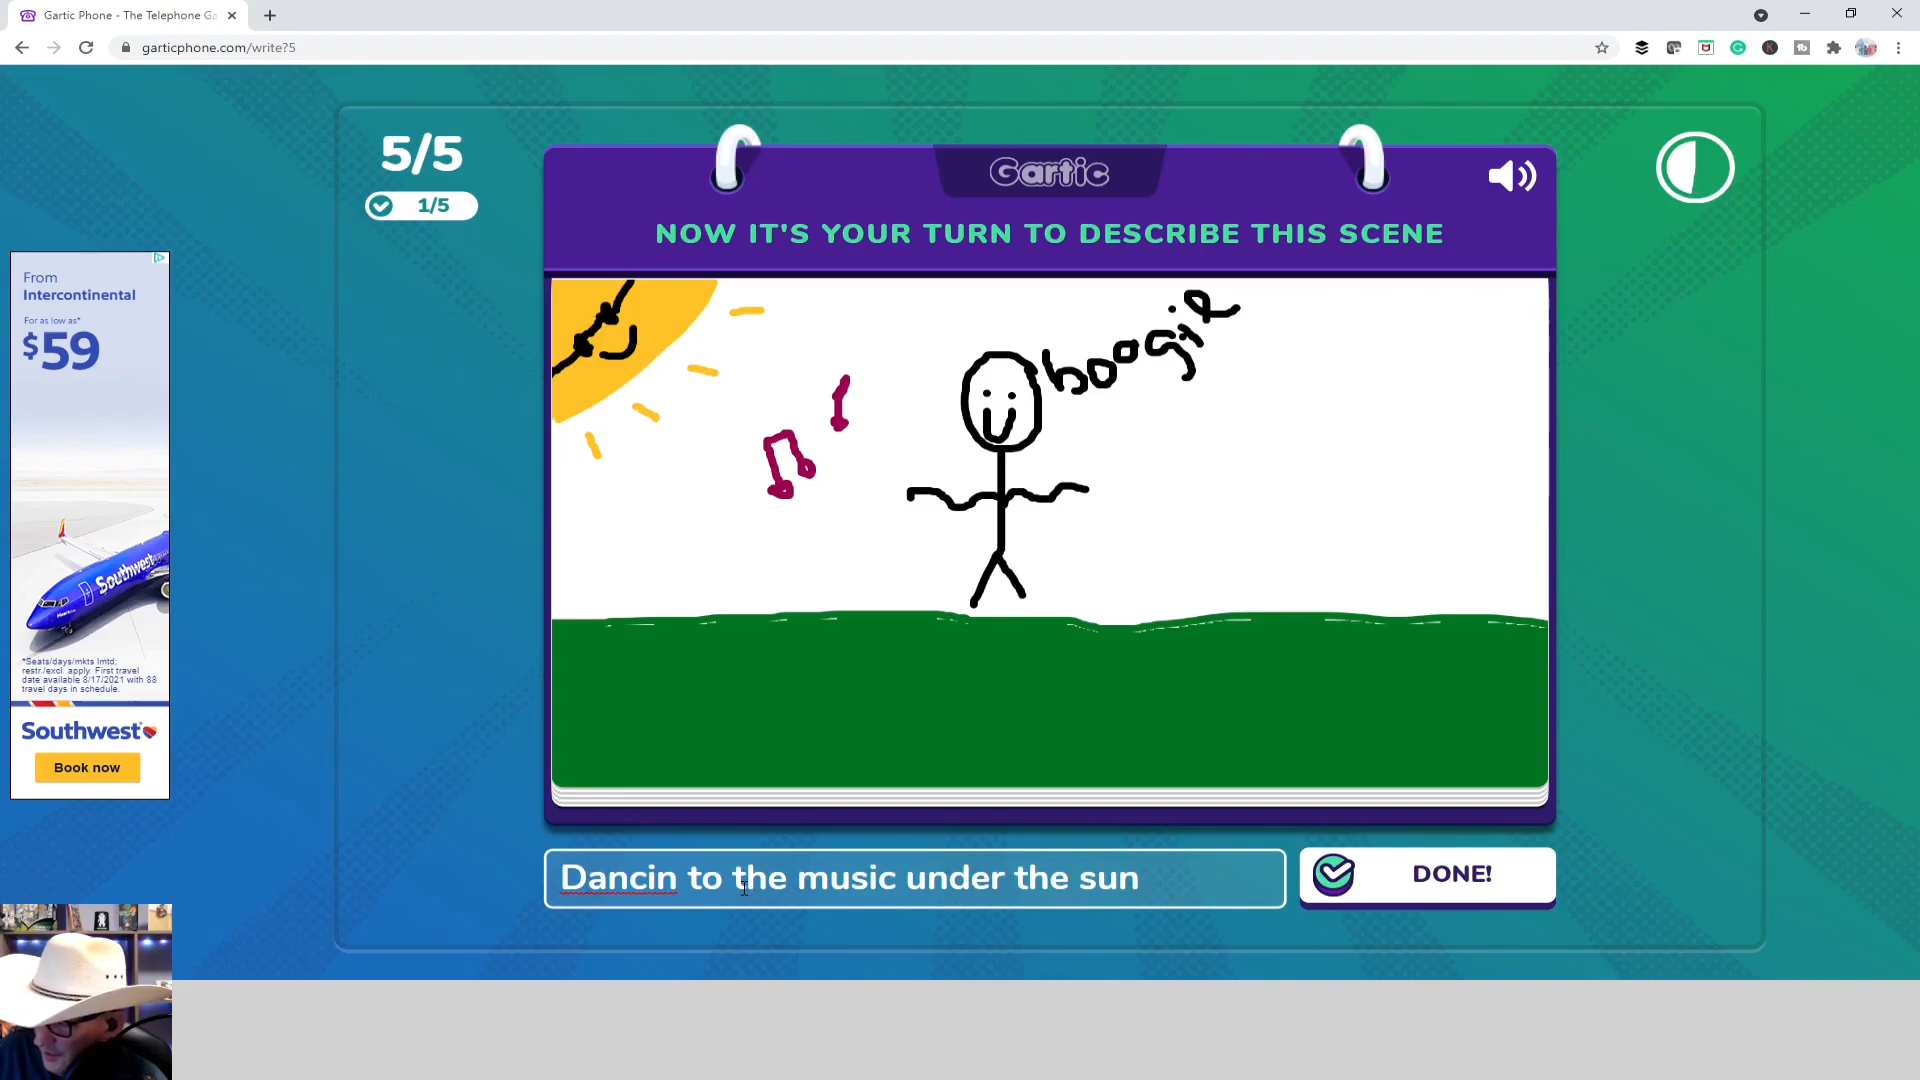 Gartic Phone - The Telephone Ga
garticphone.com/write?5
5/5
1/5
Gartic
NOW IT'S YOUR TURN TO DESCRIBE THIS SCENE
boogie
From
Intercontinental
For as low as*
$59
Southwest
*Seats/days/mkts lmtd;
restr./excl. apply. First travel
date available 8/17/2021 with 88
travel days in schedule.
Southwest
Book now
Dancin to the music under the sun
DONE!